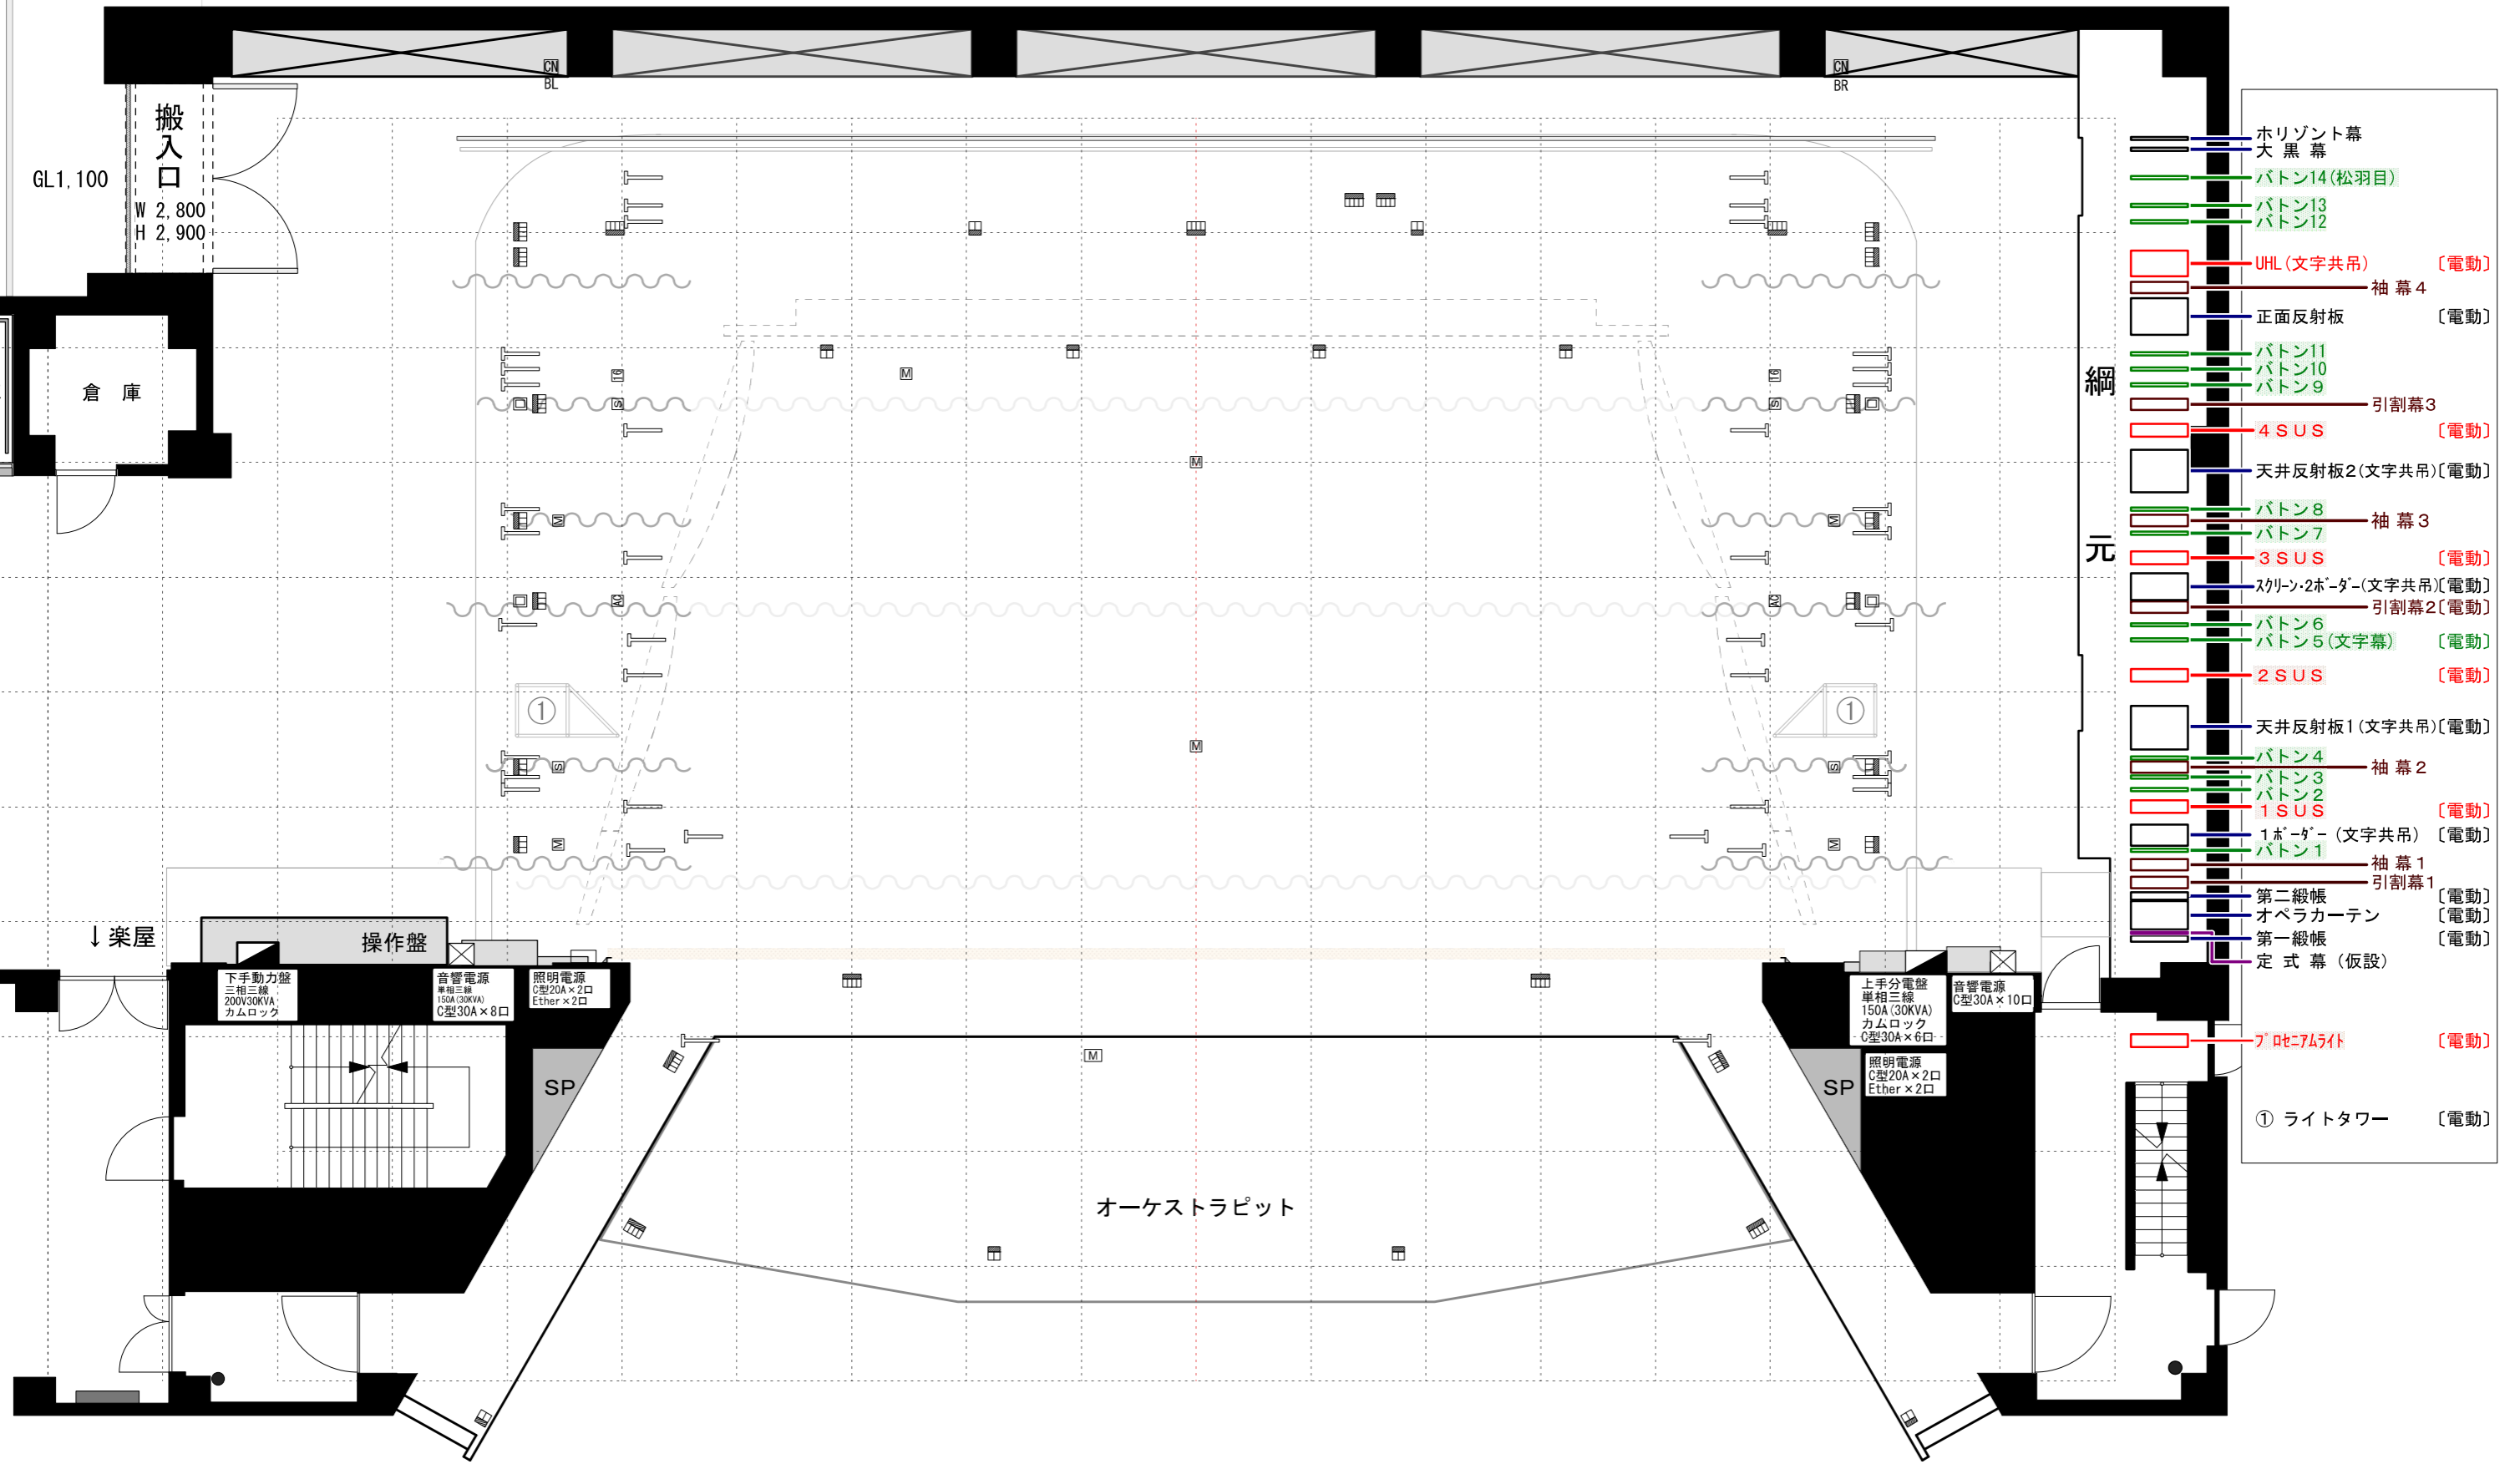 CN
BL
CN
BR
搬入口
GL1,100
W 2,800
H 2,900
倉 庫
16
16
M
S
S
M
M
M
AC
AC
①
①
M
S
S
M
M
綱元
↓楽屋
操作盤
下手動力盤
三相三線
200V30KVA
カムロック
音響電源
単相三線
150A(30KVA)
C型30A×8口
照明電源
C型20A×2口
Ether×2口
上手分電盤
単相三線
150A(30KVA)
カムロック
C型30A×6口
音響電源
C型30A×10口
照明電源
C型20A×2口
Ether×2口
SP
SP
M
オーケストラピット
ホリゾント幕
大 黒 幕
バトン14(松羽目)
バトン13
バトン12
UHL(文字共吊) 〔電動〕
袖 幕 4
正面反射板 〔電動〕
バトン11
バトン10
バトン 9
引割幕3
4 S U S 〔電動〕
天井反射板2(文字共吊)〔電動〕
バトン 8
袖 幕 3
バトン 7
3 S U S 〔電動〕
スクリーン・2ボーダー(文字共吊)〔電動〕
引割幕2〔電動〕
バトン 6
バトン 5 (文字幕) 〔電動〕
2 S U S 〔電動〕
天井反射板1(文字共吊)〔電動〕
バトン 4
袖 幕 2
バトン 3
バトン 2
1 S U S 〔電動〕
1ボーダー (文字共吊) 〔電動〕
バトン 1
袖 幕 1
引割幕1
第二緞帳 〔電動〕
オペラカーテン 〔電動〕
第一緞帳 〔電動〕
定 式 幕 (仮設)
プロセニアムライト 〔電動〕
① ライトタワー 〔電動〕